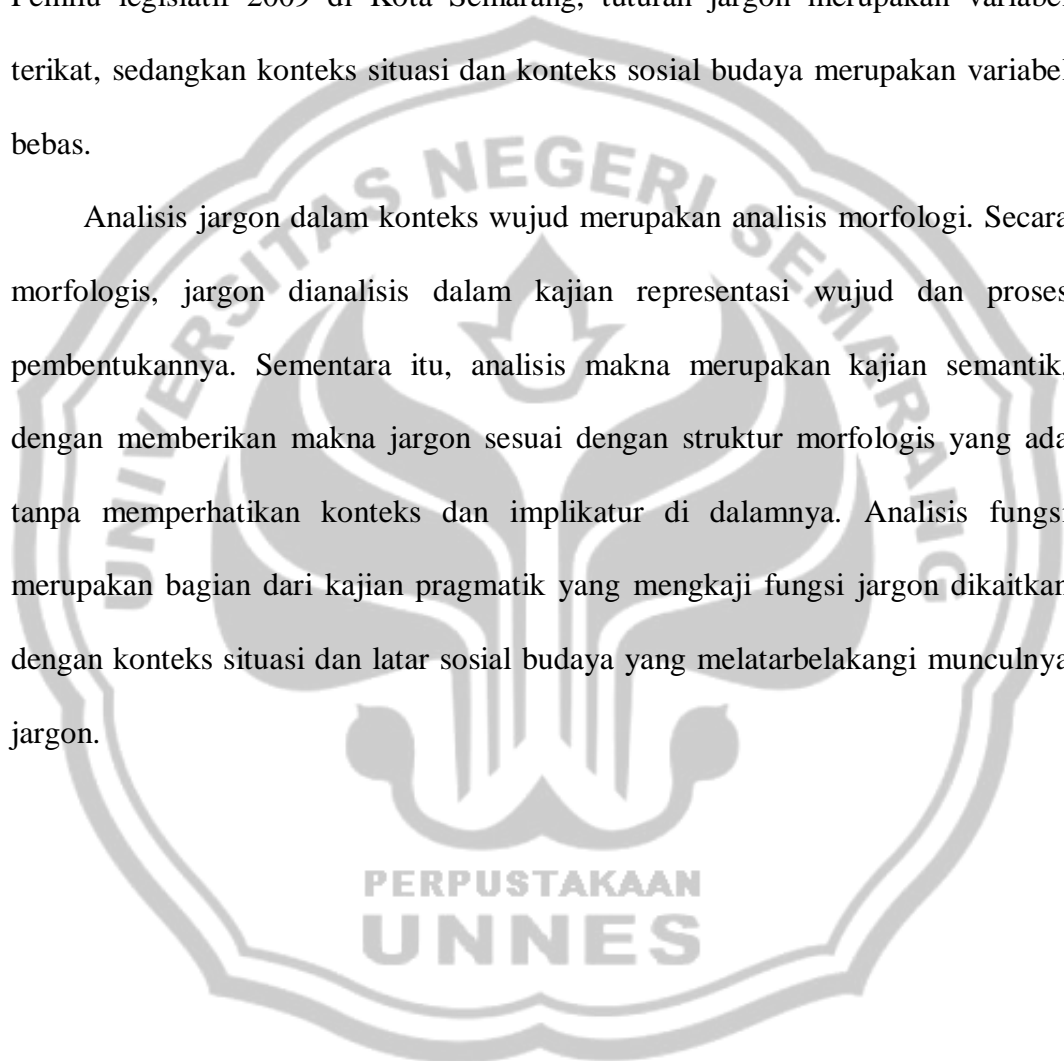 Pemilu legislatif 2009 di Kota Semarang, tuturan jargon merupakan variabel
terikat, sedangkan konteks situasi dan konteks sosial budaya merupakan variabel
bebas.
Analisis jargon dalam konteks wujud merupakan analisis morfologi. Secara
morfologis, jargon dianalisis dalam kajian representasi wujud dan proses
pembentukannya. Sementara itu, analisis makna merupakan kajian semantik,
dengan memberikan makna jargon sesuai dengan struktur morfologis yang ada
tanpa memperhatikan konteks dan implikatur di dalamnya. Analisis fungsi
merupakan bagian dari kajian pragmatik yang mengkaji fungsi jargon dikaitkan
dengan konteks situasi dan latar sosial budaya yang melatarbelakangi munculnya
jargon.
UNIVERSITAS NEGERI SEMARANG
PERPUSTAKAAN
UNNES